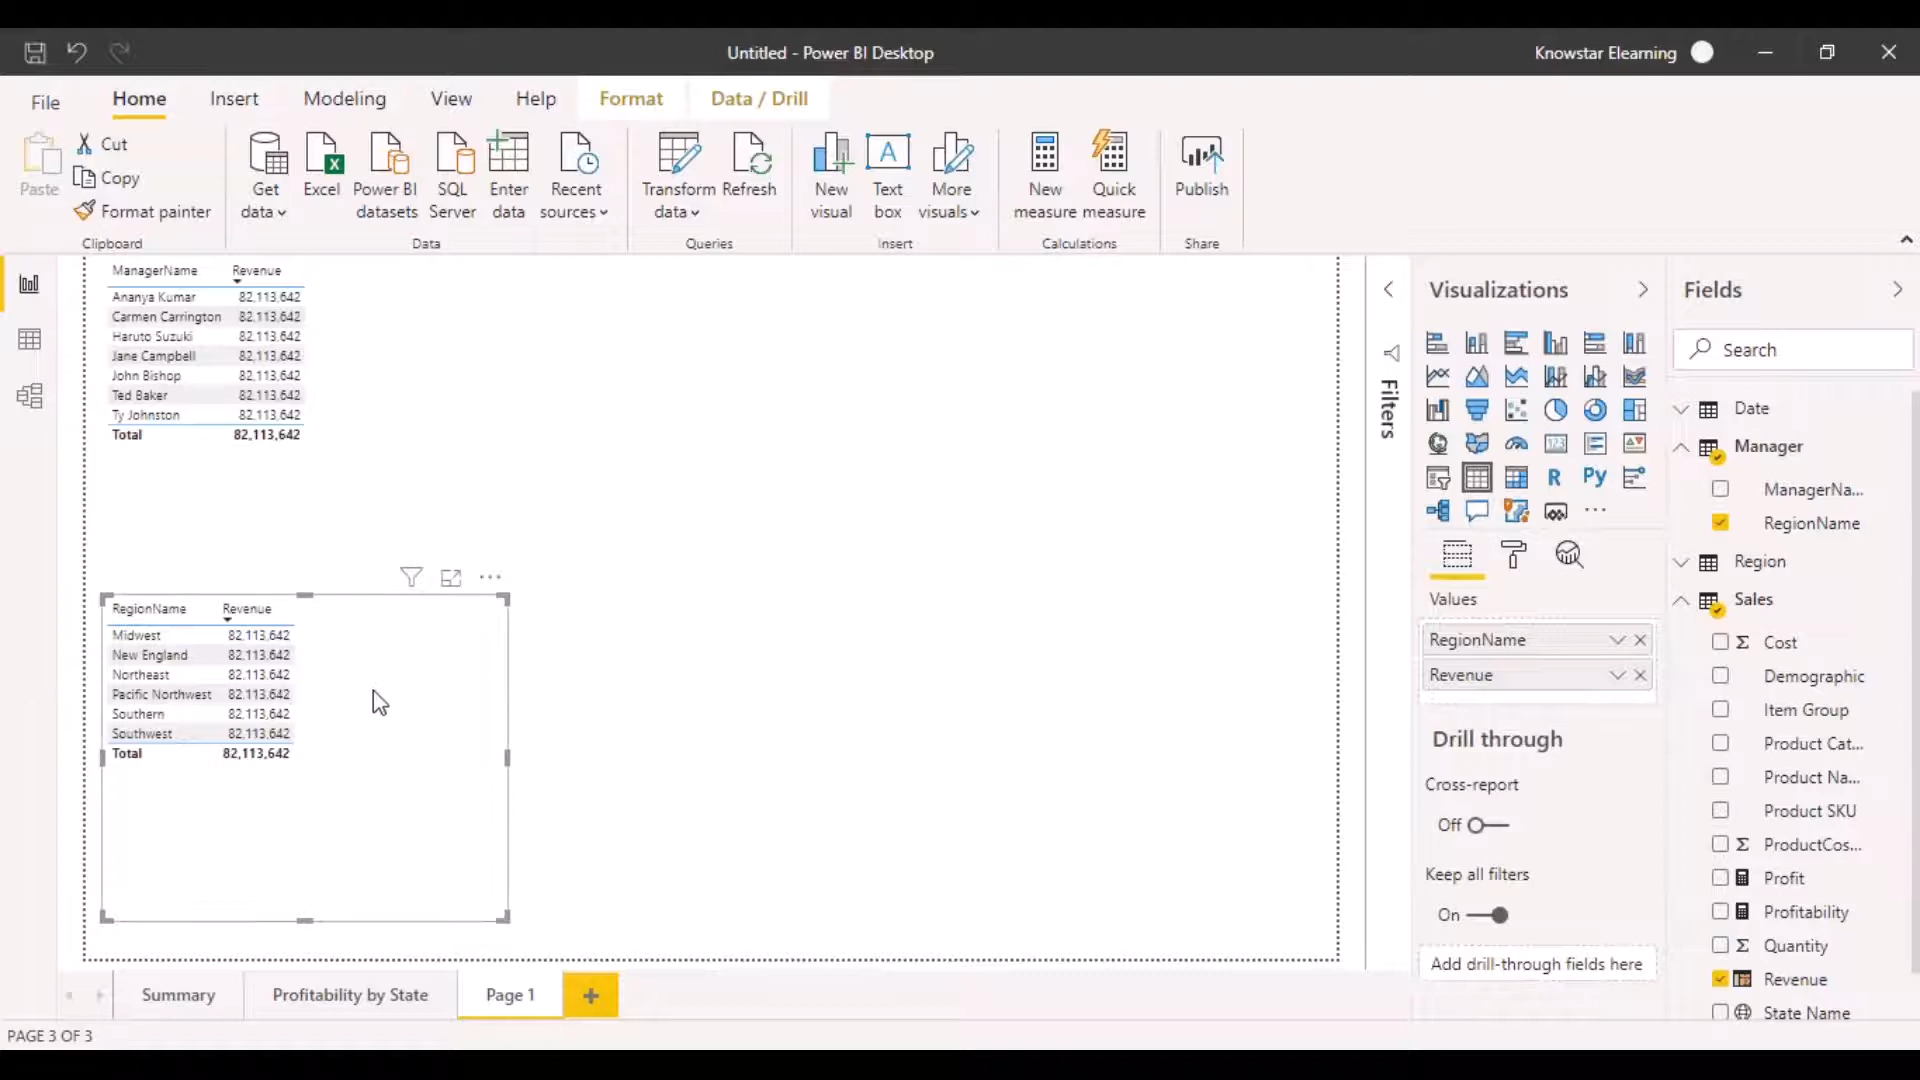 Untitled - Power BI Desktop
Knowstar Elearning
File
Home
Insert
Modeling
View
Help
Format
Data / Drill
Paste
Cut
Copy
Format painter
Clipboard
Get data
Excel
Power BI datasets
SQL Server
Enter data
Recent sources
Data
Transform data
Refresh
Queries
New visual
A
Text box
More visuals
Insert
New measure
Quick measure
Calculations
Publish
Share
ManagerName Revenue
Ananya Kumar 82,113,642
Carmen Carrington 82,113,642
Haruto Suzuki 82,113,642
Jane Campbell 82,113,642
John Bishop 82,113,642
Ted Baker 82,113,642
Ty Johnston 82,113,642
Total 82,113,642
RegionName Revenue
Midwest 82,113,642
New England 82,113,642
Northeast 82,113,642
Pacific Northwest 82,113,642
Southern 82,113,642
Southwest 82,113,642
Total 82,113,642
Filters
Visualizations
123
R
Py
Values
RegionName
Revenue
Drill through
Cross-report
Off
Keep all filters
On
Add drill-through fields here
Fields
Search
Date
Manager
ManagerNa...
RegionName
Region
Sales
Σ Cost
Demographic
Item Group
Product Cat...
Product Na...
Product SKU
Σ ProductCos...
Profit
Profitability
Σ Quantity
Revenue
State Name
Summary
Profitability by State
Page 1
PAGE 3 OF 3